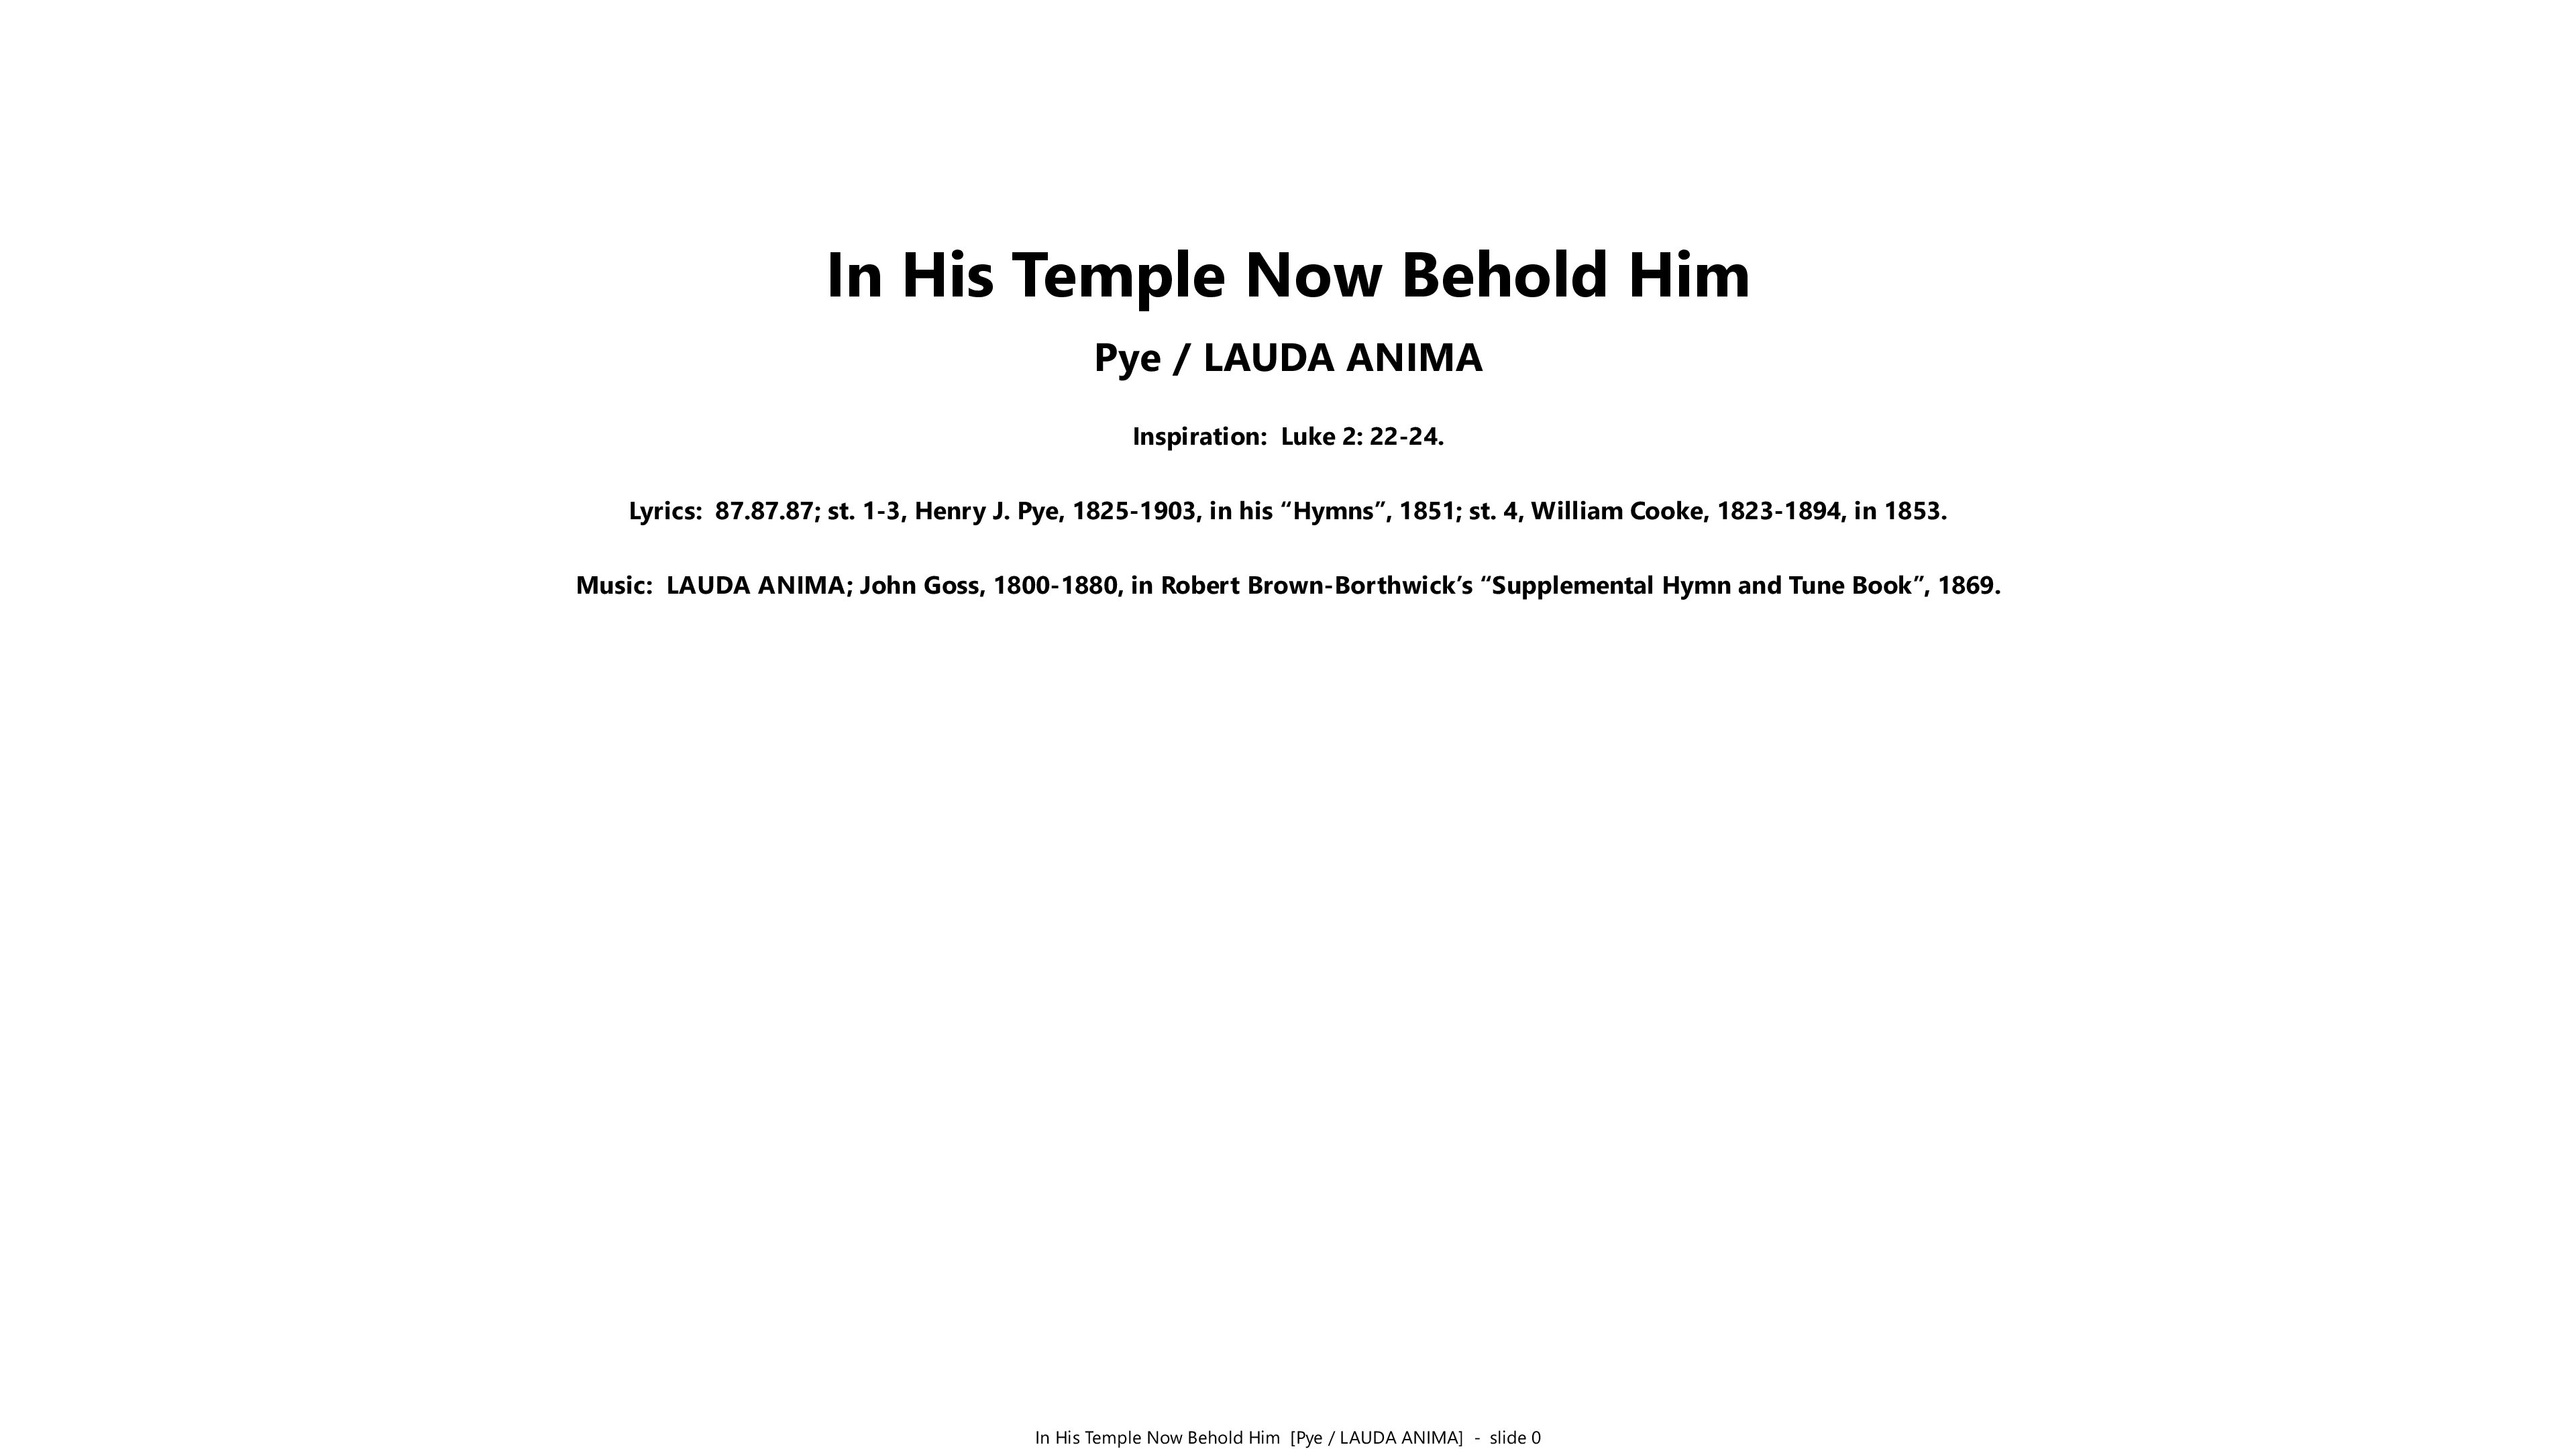 In His Temple Now Behold Him
Pye / LAUDA ANIMA
Inspiration:  Luke 2: 22-24.
Lyrics:  87.87.87; st. 1-3, Henry J. Pye, 1825-1903, in his “Hymns”, 1851; st. 4, William Cooke, 1823-1894, in 1853.
Music:  LAUDA ANIMA; John Goss, 1800-1880, in Robert Brown-Borthwick’s “Supplemental Hymn and Tune Book”, 1869.
In His Temple Now Behold Him  [Pye / LAUDA ANIMA]  -  slide 0